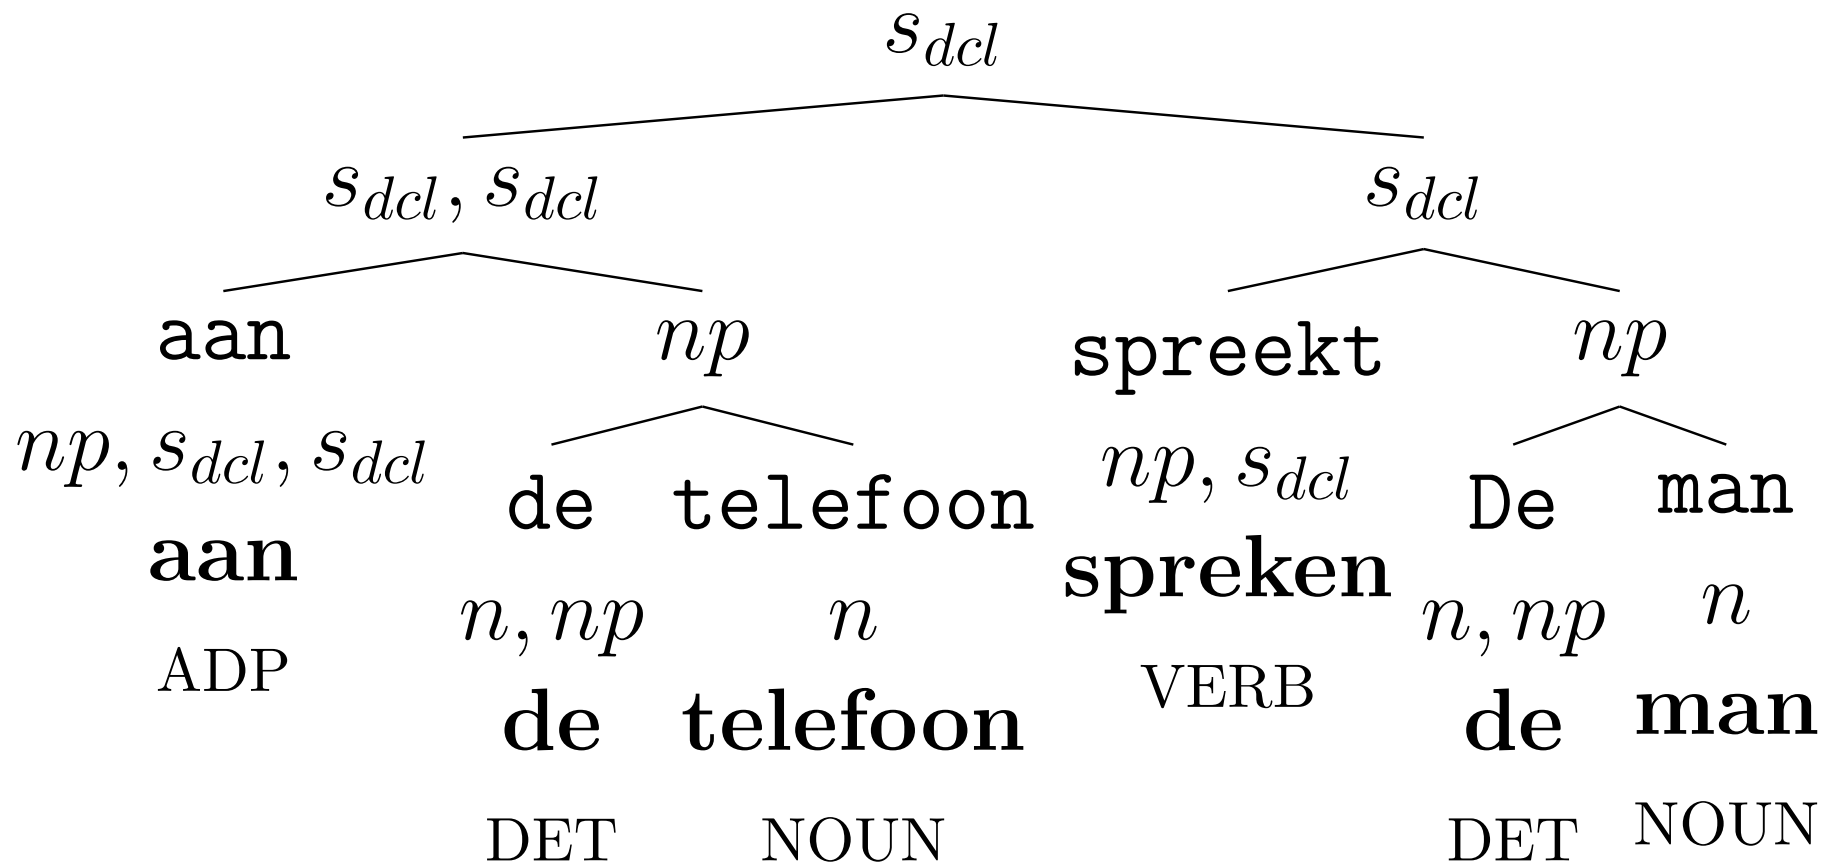 s_dcl
s_dcl, s_dcl s_dcl
aan np spreekt np
np, s_dcl, s_dcl de telefoon np, s_dcl De man
aan n, np n spreken n, np n
ADP de telefoon VERB de man
DET NOUN DET NOUN